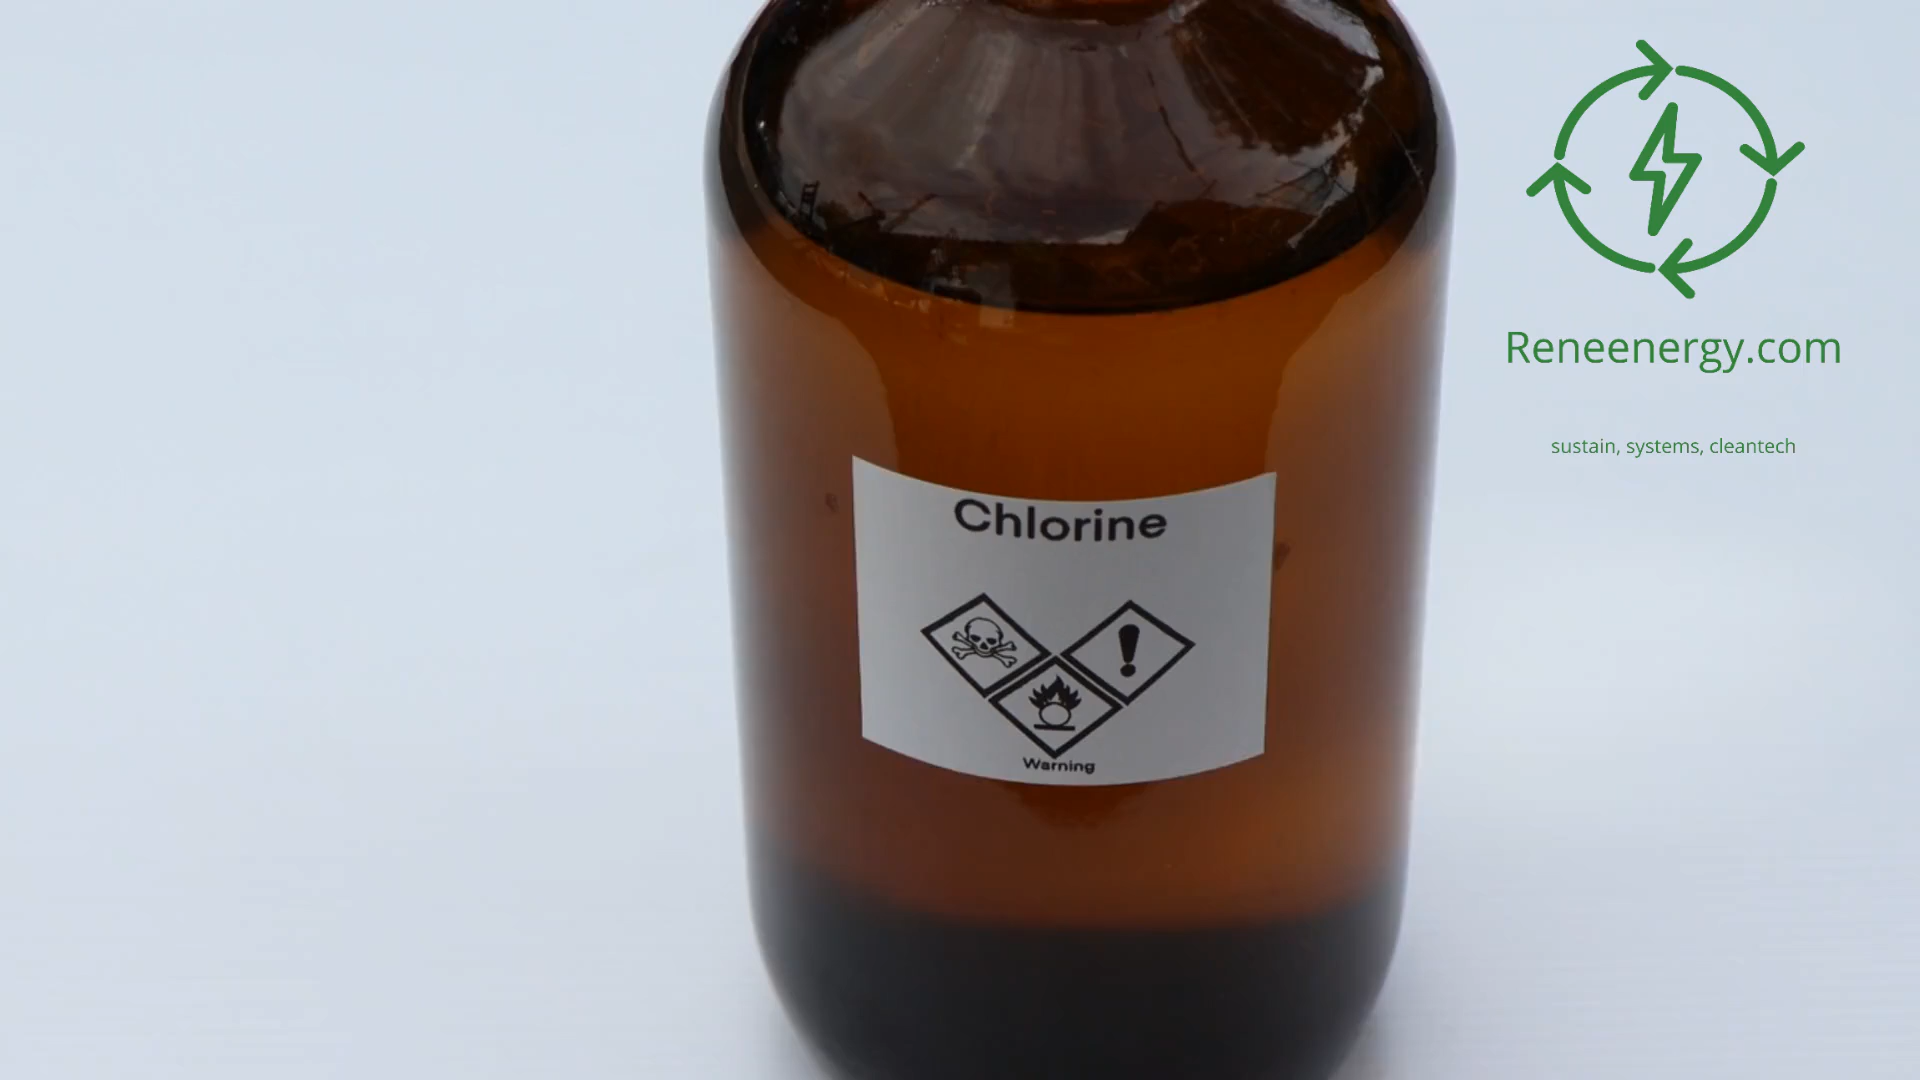 Chlorine
Warning
Reneenergy.com
sustain, systems, cleantech